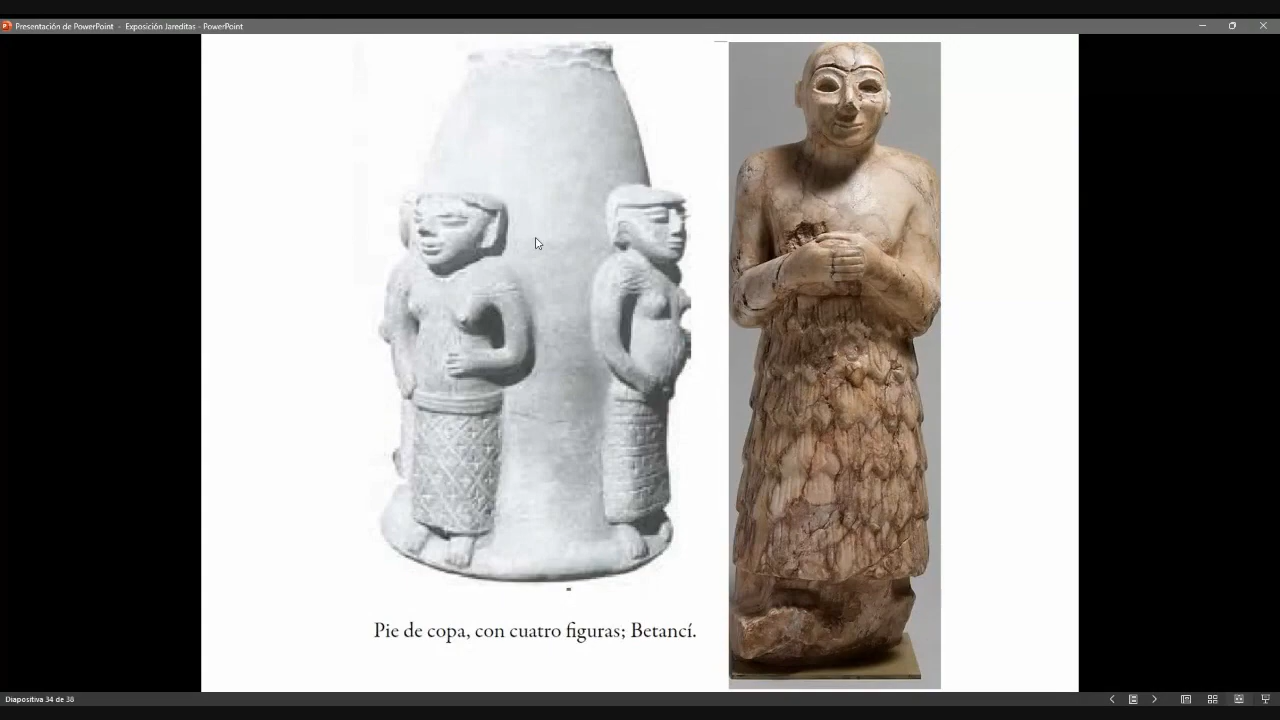 Presentación de PowerPoint - Exposición Jareditas - PowerPoint
Pie de copa, con cuatro figuras; Betancí.
Diapositiva 34 de 38